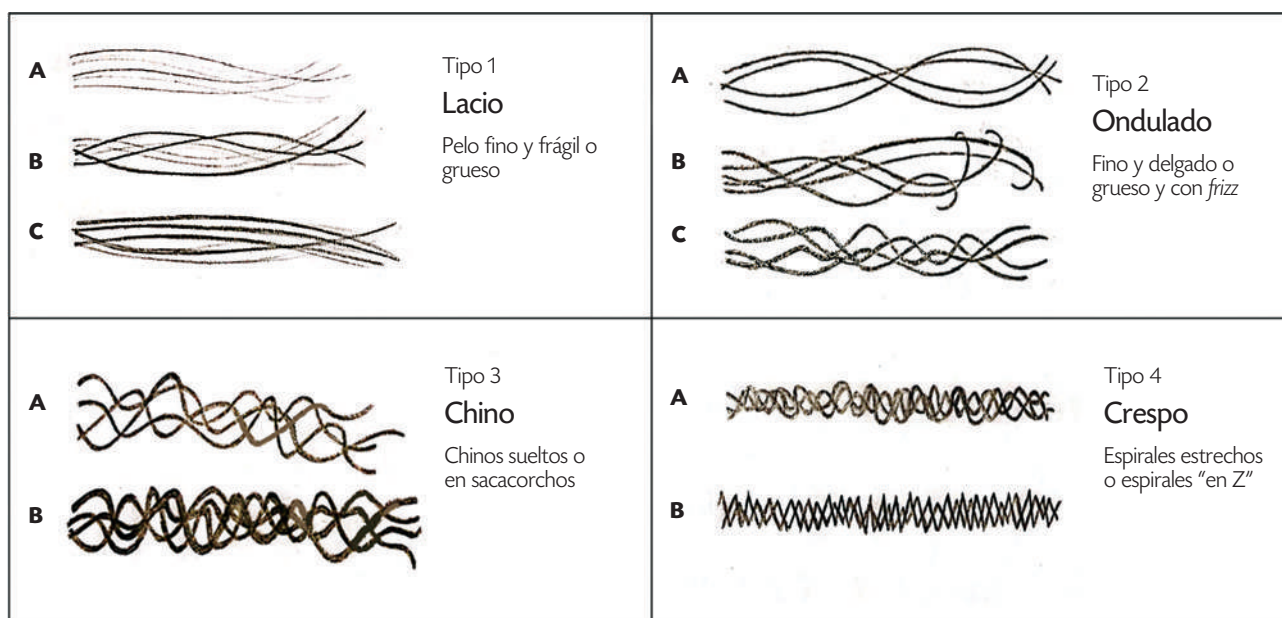 A
B
C
Tipo 1
Lacio
Pelo fino y frágil o
grueso
A
B
C
Tipo 2
Ondulado
Fino y delgado o
grueso y con frizz
A
B
Tipo 3
Chino
Chinos sueltos o
en sacacorchos
A
B
Tipo 4
Crespo
Espirales estrechos
o espirales “en Z”